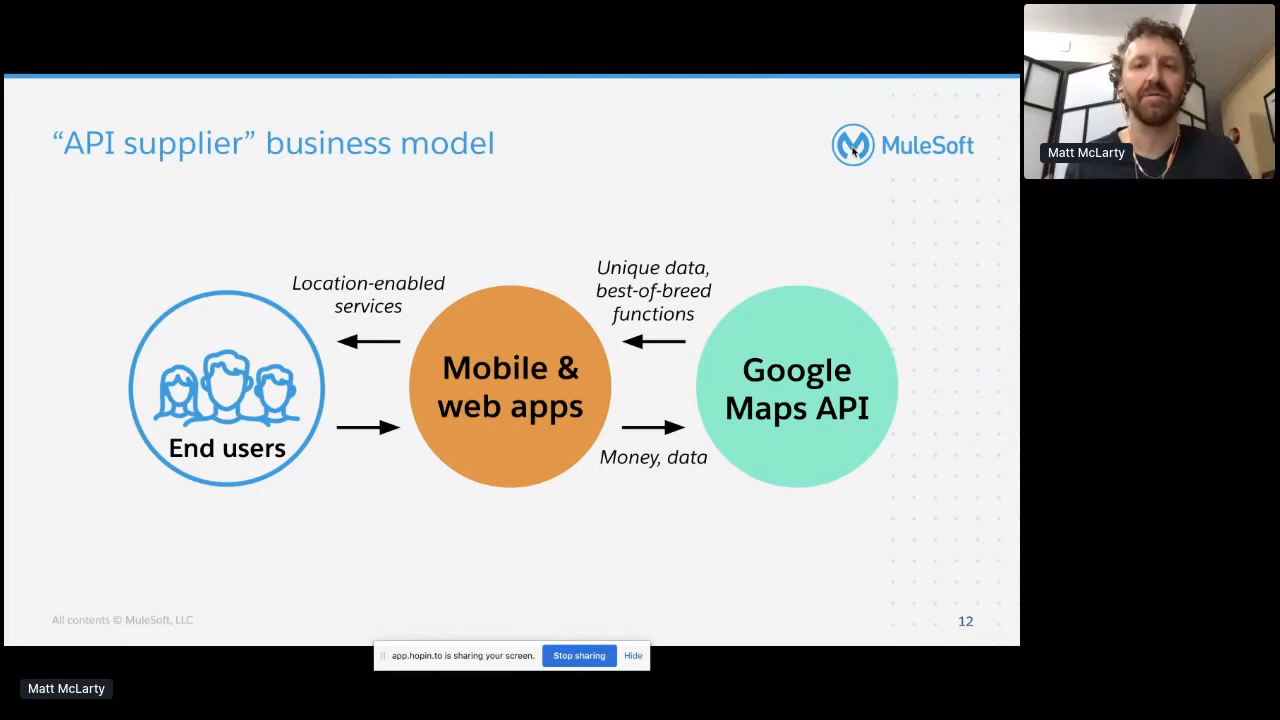 “API supplier” business model
MuleSoft
Matt McLarty
Location-enabled
services
Unique data,
best-of-breed
functions
End users
Mobile &
web apps
Google
Maps API
Money, data
All contents © MuleSoft, LLC
12
app.hopin.to is sharing your screen.
Stop sharing
Hide
Matt McLarty